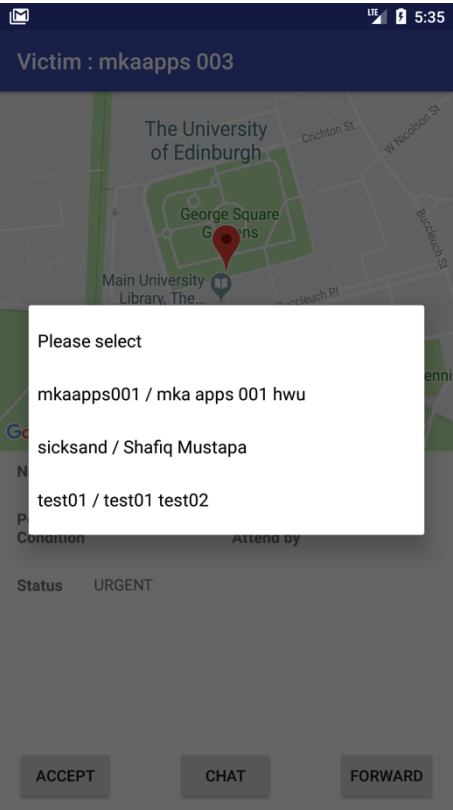 LTE 5:35
Victim : mkaapps 003
The University
of Edinburgh
Crichton St
W Nicolson St
George Square
Buccleuch St
Main University
Library, The...
Buccleuch Pl
Please select
mkaapps001 / mka apps 001 hwu
sicksand / Shafiq Mustapa
test01 / test01 test02
Condition
Attend by
Status URGENT
ACCEPT CHAT FORWARD